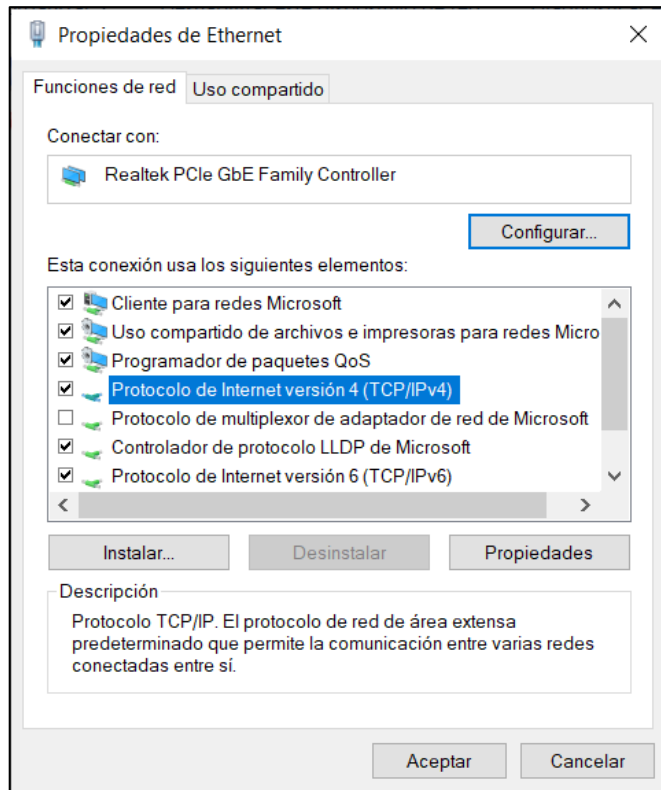 Propiedades de Ethernet
Funciones de red
Uso compartido
Conectar con:
Realtek PCIe GbE Family Controller
Configurar...
Esta conexión usa los siguientes elementos:
Cliente para redes Microsoft
Uso compartido de archivos e impresoras para redes Micro
Programador de paquetes QoS
Protocolo de Internet versión 4 (TCP/IPv4)
Protocolo de multiplexor de adaptador de red de Microsoft
Controlador de protocolo LLDP de Microsoft
Protocolo de Internet versión 6 (TCP/IPv6)
Instalar...
Desinstalar
Propiedades
Descripción
Protocolo TCP/IP. El protocolo de red de área extensa
predeterminado que permite la comunicación entre varias redes
conectadas entre sí.
Aceptar
Cancelar